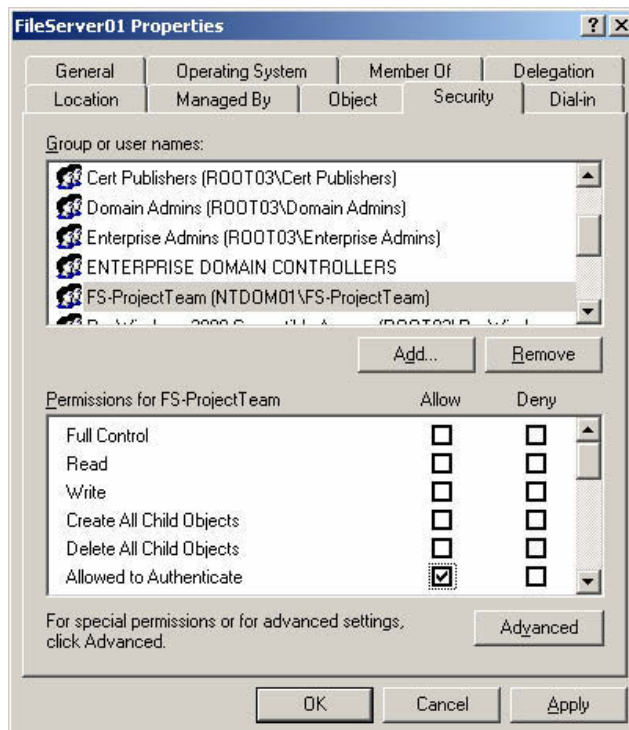 FileServer01 Properties
General Operating System Member Of Delegation
Location Managed By Object Security Dial-in
Group or user names:
Cert Publishers (ROOT03\Cert Publishers)
Domain Admins (ROOT03\Domain Admins)
Enterprise Admins (ROOT03\Enterprise Admins)
ENTERPRISE DOMAIN CONTROLLERS
FS-ProjectTeam (NTDOM01\FS-ProjectTeam)
Add... Remove
Permissions for FS-ProjectTeam Allow Deny
Full Control
Read
Write
Create All Child Objects
Delete All Child Objects
Allowed to Authenticate
For special permissions or for advanced settings,
click Advanced.
Advanced
OK Cancel Apply